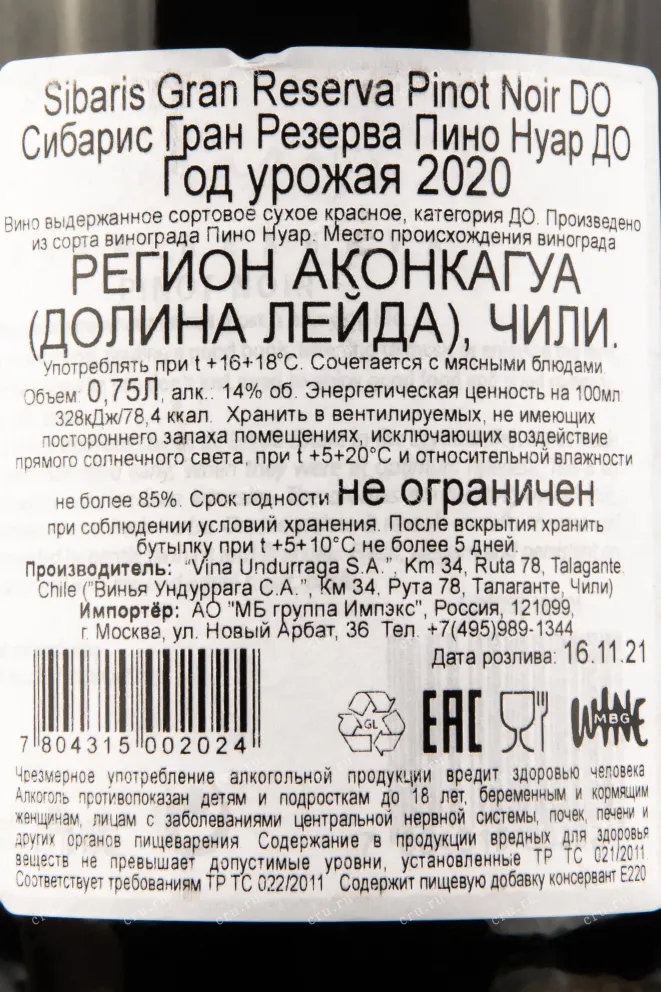 Sibaris Gran Reserva Pinot Noir DO
Сибарис Гран Резерва Пино Нуар ДО
Год урожая 2020
Вино выдержанное сортовое сухое красное, категория ДО. Произведено
из сорта винограда Пино Нуар. Место происхождения винограда
РЕГИОН АКОНКАГУА
(ДОЛИНА ЛЕЙДА), ЧИЛИ.
Употреблять при t +16+18°С. Сочетается с мясными блюдами.
Объем: 0,75Л, алк.: 14% об. Энергетическая ценность на 100мл:
328кДж/78,4 ккал. Хранить в вентилируемых, не имеющих
постороннего запаха помещениях, исключающих воздействие
прямого солнечного света, при t +5+20°С и относительной влажности
не более 85%. Срок годности не ограничен
при соблюдении условий хранения. После вскрытия хранить
бутылку при t +5+10°С не более 5 дней.
Производитель: "Vina Undurraga S.A.", Km 34, Ruta 78, Talagante.
Chile ("Винья Ундуррага С.А.", Км 34, Рута 78, Талаганте, Чили)
Импортёр: АО "МБ группа Импэкс", Россия, 121099,
г. Москва, ул. Новый Арбат, 36 Тел. +7(495)989-1344
Дата розлива: 16.11.21
AGL
EAC
WINE
MBG
7 804315 002024
Чрезмерное употребление алкогольной продукции вредит здоровью человека
Алкоголь противопоказан детям и подросткам до 18 лет, беременным и кормящим
женщинам, лицам с заболеваниями центральной нервной системы, почек, печени и
других органов пищеварения. Содержание в продукции вредных для здоровья
веществ не превышает допустимые уровни, установленные ТР ТС 021/2011.
Соответствует требованиям ТР ТС 022/2011 Содержит пищевую добавку консервант Е220